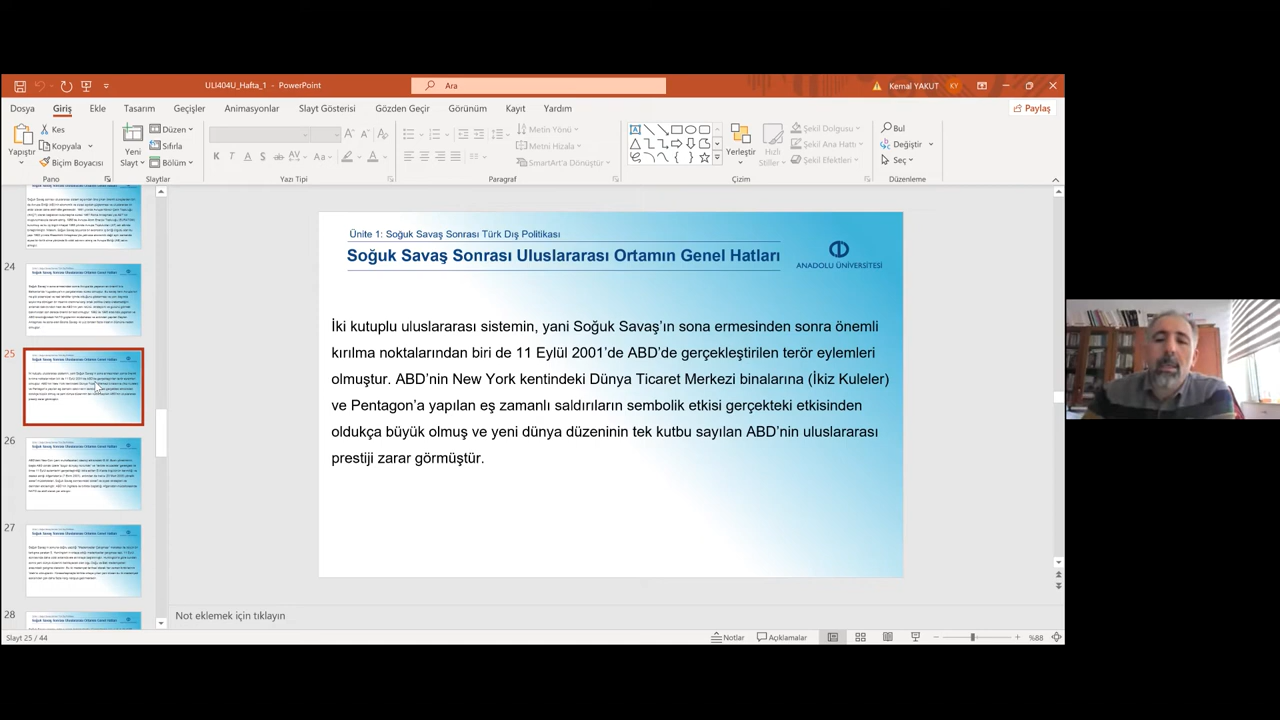 ULI404U_Hafta_1 - PowerPoint
Ara
Kemal YAKUT
KY
Dosya Giriş Ekle Tasarım Geçişler Animasyonlar Slayt Gösterisi Gözden Geçir Görünüm Kayıt Yardım
Paylaş
Yapıştır
Kes
Kopyala
Biçim Boyacısı
Pano
Yeni
Slayt
Düzen
Sıfırla
Bölüm
Slaytlar
K T A S ab AV Aa A
Yazı Tipi
Metin Yönü
Metni Hizala
SmartArt'a Dönüştür
Paragraf
Yerleştir
Hızlı
Stiller
Şekil Dolgusu
Şekil Ana Hattı
Şekil Efektleri
Çizim
Bul
Değiştir
Seç
Düzenleme
24
25
26
27
28
Ünite 1: Soğuk Savaş Sonrası Türk Dış Politikası
Soğuk Savaş Sonrası Uluslararası Ortamın Genel Hatları
ANADOLU ÜNİVERSİTESİ
İki kutuplu uluslararası sistemin, yani Soğuk Savaş'ın sona ermesinden sonra önemli
kırılma noktalarından biri de 11 Eylül 2001'de ABD'de gerçekleştirilen terör eylemleri
olmuştur. ABD'nin New York kentindeki Dünya Ticaret Merkezi binalarına (İkiz Kuleler)
ve Pentagon'a yapılan eş zamanlı saldırıların sembolik etkisi gerçekteki etkisinden
oldukça büyük olmuş ve yeni dünya düzeninin tek kutbu sayılan ABD'nin uluslararası
prestiji zarar görmüştür.
Not eklemek için tıklayın
Slayt 25 / 44
Notlar
Açıklamalar
%88